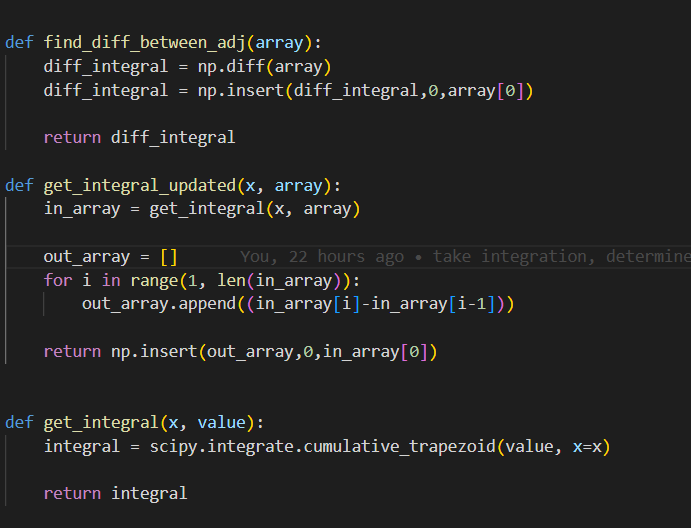 def find_diff_between_adj(array):
    diff_integral = np.diff(array)
    diff_integral = np.insert(diff_integral,0,array[0])
    return diff_integral
def get_integral_updated(x, array):
    in_array = get_integral(x, array)
    out_array = []      You, 22 hours ago • take integration, determine
    for i in range(1, len(in_array)):
        out_array.append((in_array[i]-in_array[i-1]))
    return np.insert(out_array,0,in_array[0])
def get_integral(x, value):
    integral = scipy.integrate.cumulative_trapezoid(value, x=x)
    return integral